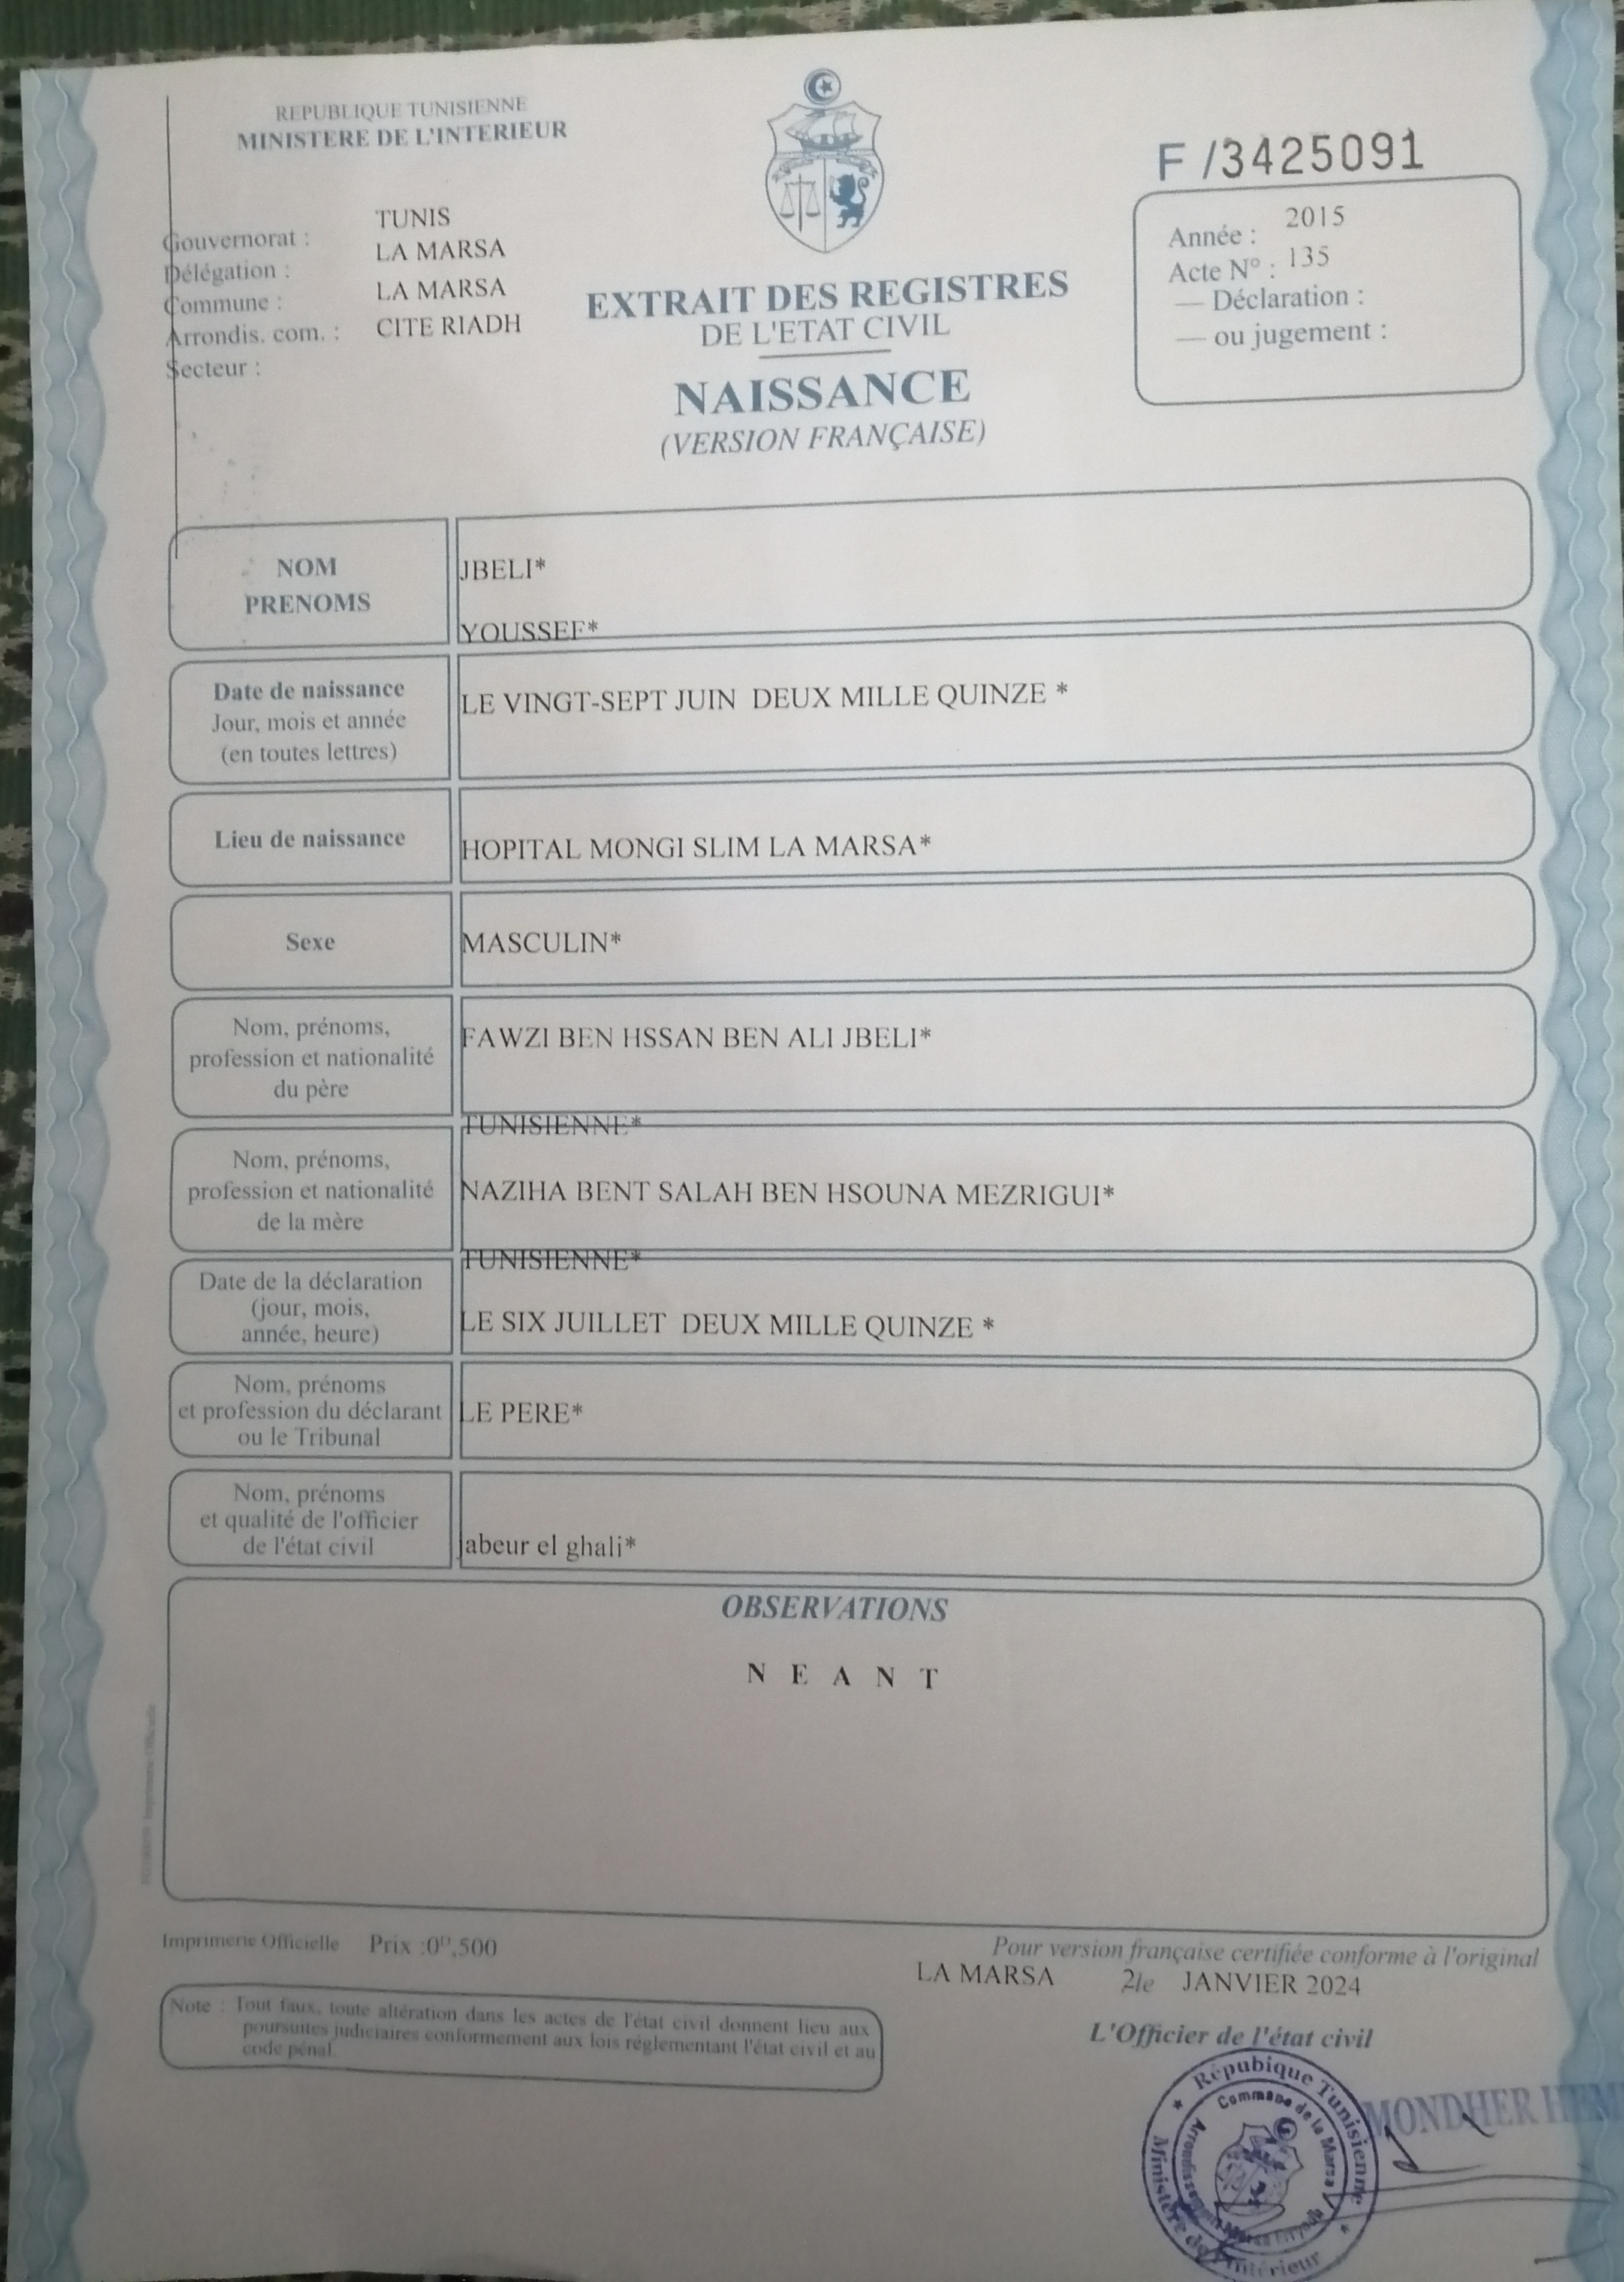 REPUBLIQUE TUNISIENNE
MINISTERE DE L'INTERIEUR
F /3425091
Gouvernorat : TUNIS
Délégation : LA MARSA
Commune : LA MARSA
Arrondis. com. : CITE RIADH
Secteur :
EXTRAIT DES REGISTRES
DE L'ETAT CIVIL
NAISSANCE
(VERSION FRANÇAISE)
Année : 2015
Acte N° : 135
— Déclaration :
— ou jugement :
NOM
PRENOMS
JBELI*
YOUSSEF*
Date de naissance
Jour, mois et année
(en toutes lettres)
LE VINGT-SEPT JUIN DEUX MILLE QUINZE *
Lieu de naissance
HOPITAL MONGI SLIM LA MARSA*
Sexe
MASCULIN*
Nom, prénoms,
profession et nationalité
du père
FAWZI BEN HSSAN BEN ALI JBELI*
TUNISIENNE*
Nom, prénoms,
profession et nationalité
de la mère
NAZIHA BENT SALAH BEN HSOUNA MEZRIGUI*
TUNISIENNE*
Date de la déclaration
(jour, mois,
année, heure)
LE SIX JUILLET DEUX MILLE QUINZE *
Nom, prénoms
et profession du déclarant
ou le Tribunal
LE PERE*
Nom, prénoms
et qualité de l'officier
de l'état civil
jabeur el ghali*
OBSERVATIONS
N E A N T
Imprimerie Officielle
Imprimerie Officielle Prix :0ᴰ,500
Pour version française certifiée conforme à l'original
LA MARSA 2le JANVIER 2024
Note : Tout faux, toute altération dans les actes de l'état civil donnent lieu aux
poursuites judiciaires conformement aux lois réglementant l'état civil et au
code pénal.
L'Officier de l'état civil
Répubique Tunisienne
Ministère de l'Intérieur
Commune de la Marsa
MONDHER